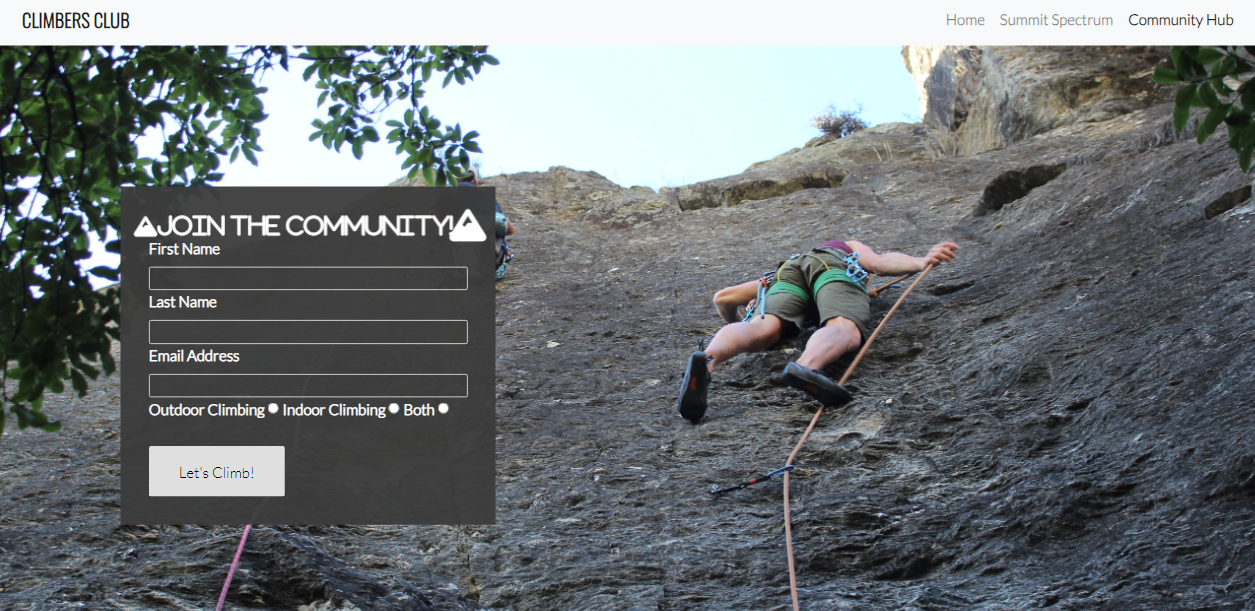 CLIMBERS CLUB
Home Summit Spectrum Community Hub
JOIN THE COMMUNITY!
First Name
Last Name
Email Address
Outdoor Climbing Indoor Climbing Both
Let's Climb!